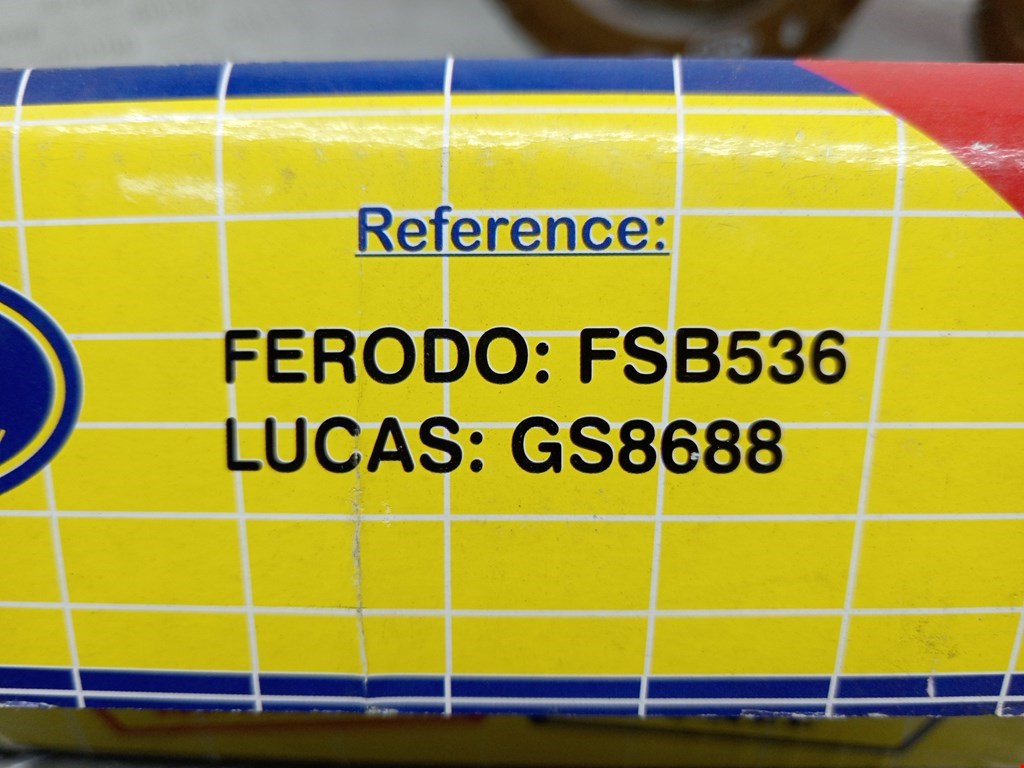 Reference:
FERODO: FSB536
LUCAS: GS8688